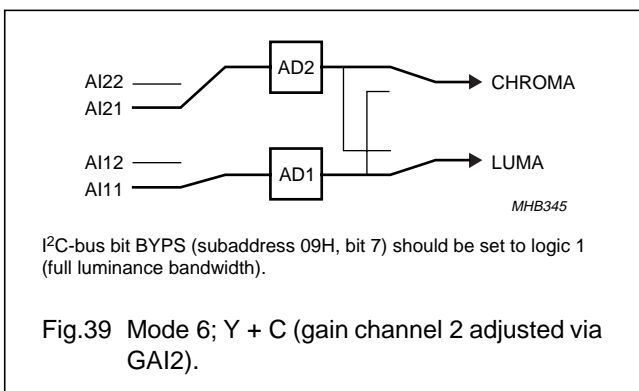 AI22
AI21
AD2
CHROMA
AI12
AI11
AD1
LUMA
MHB345
I²C-bus bit BYPS (subaddress 09H, bit 7) should be set to logic 1
(full luminance bandwidth).
Fig.39 Mode 6; Y + C (gain channel 2 adjusted via
GAI2).